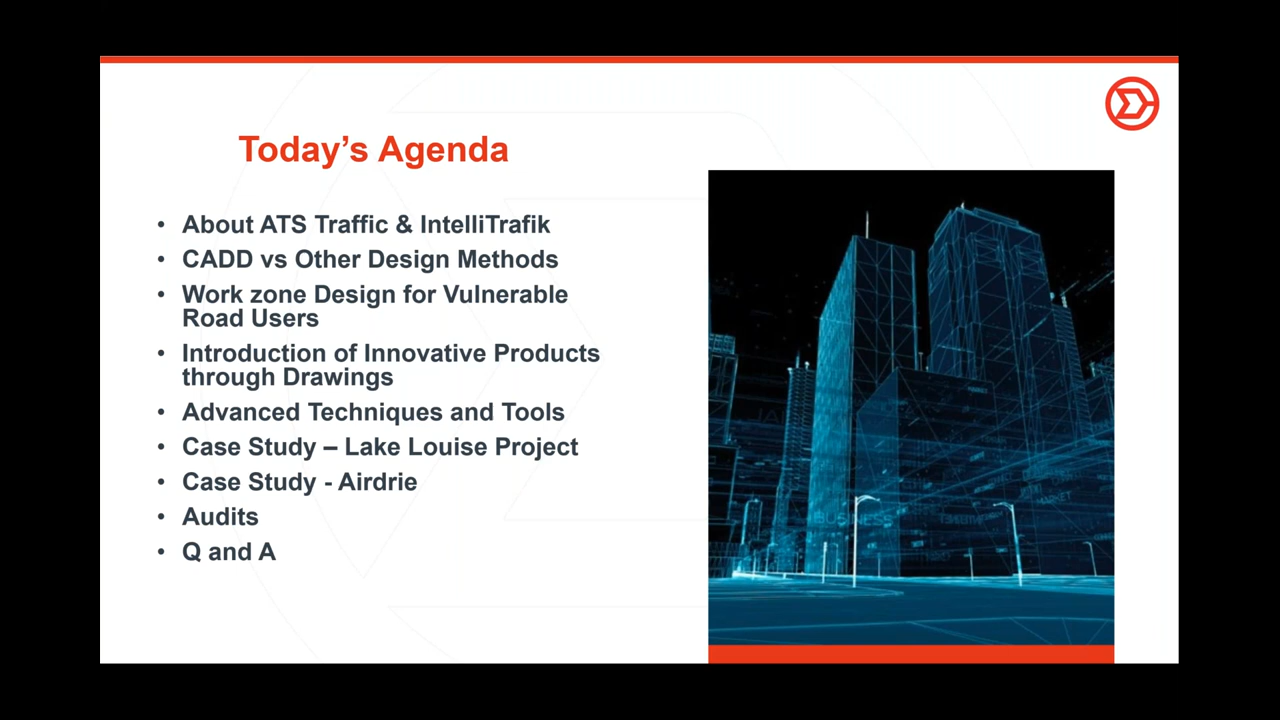 Today’s Agenda
• About ATS Traffic & IntelliTrafik
• CADD vs Other Design Methods
• Work zone Design for Vulnerable
Road Users
• Introduction of Innovative Products
through Drawings
• Advanced Techniques and Tools
• Case Study – Lake Louise Project
• Case Study - Airdrie
• Audits
• Q and A
BUSINESS